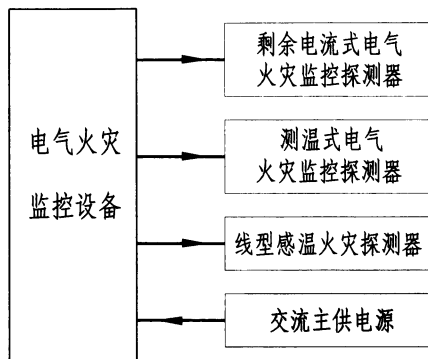 电气火灾
监控设备
剩余电流式电气
火灾监控探测器
测温式电气
火灾监控探测器
线型感温火灾探测器
交流主供电源